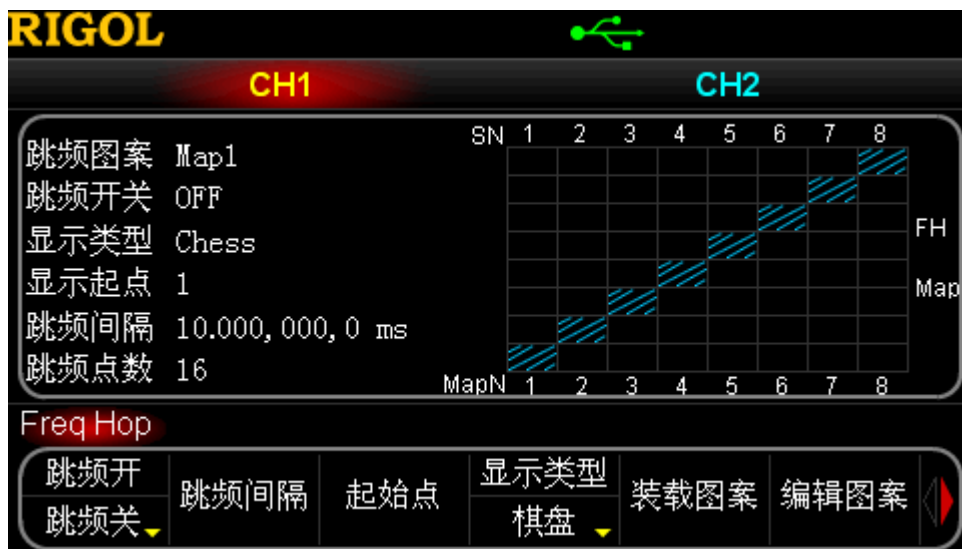 RIGOL
CH1 CH2
跳频图案 Map1
跳频开关 OFF
显示类型 Chess
显示起点 1
跳频间隔 10.000,000,0 ms
跳频点数 16
SN 1 2 3 4 5 6 7 8
FH
Map
MapN 1 2 3 4 5 6 7 8
Freq Hop
跳频开
跳频关
跳频间隔
起始点
显示类型
棋盘
装载图案
编辑图案